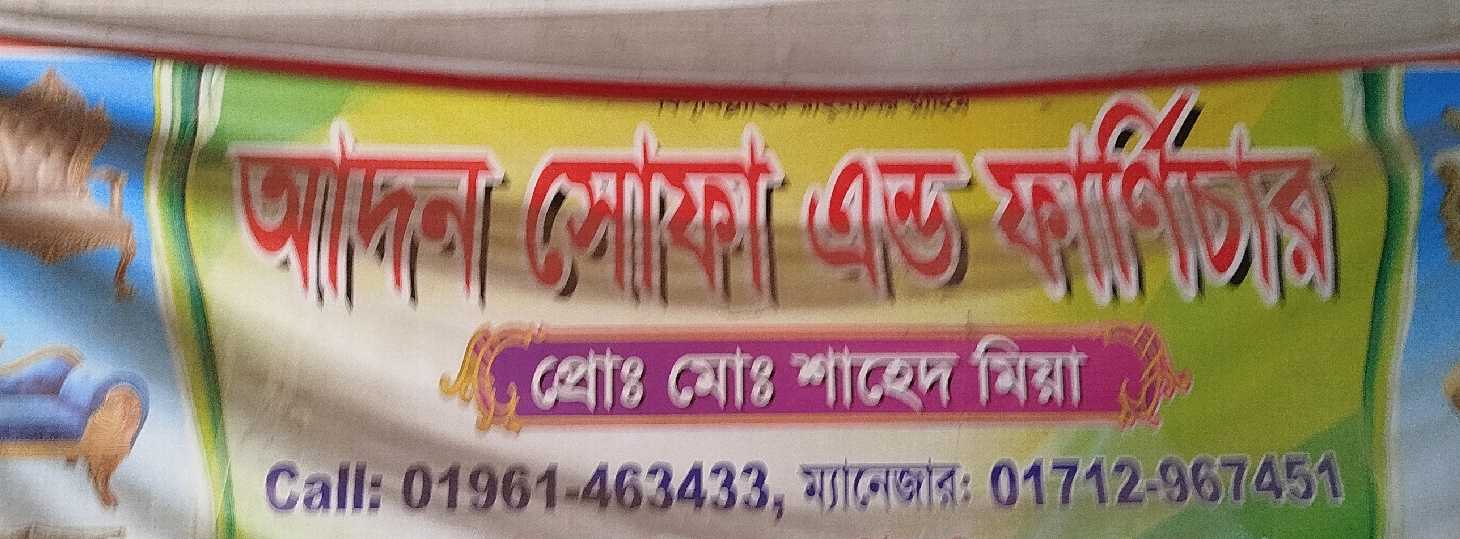 আদন সোফা এন্ড ফার্ণিচার
প্রোঃ মোঃ শাহেদ মিয়া
Call: 01961-463433, ম্যানেজার: 01712-967451